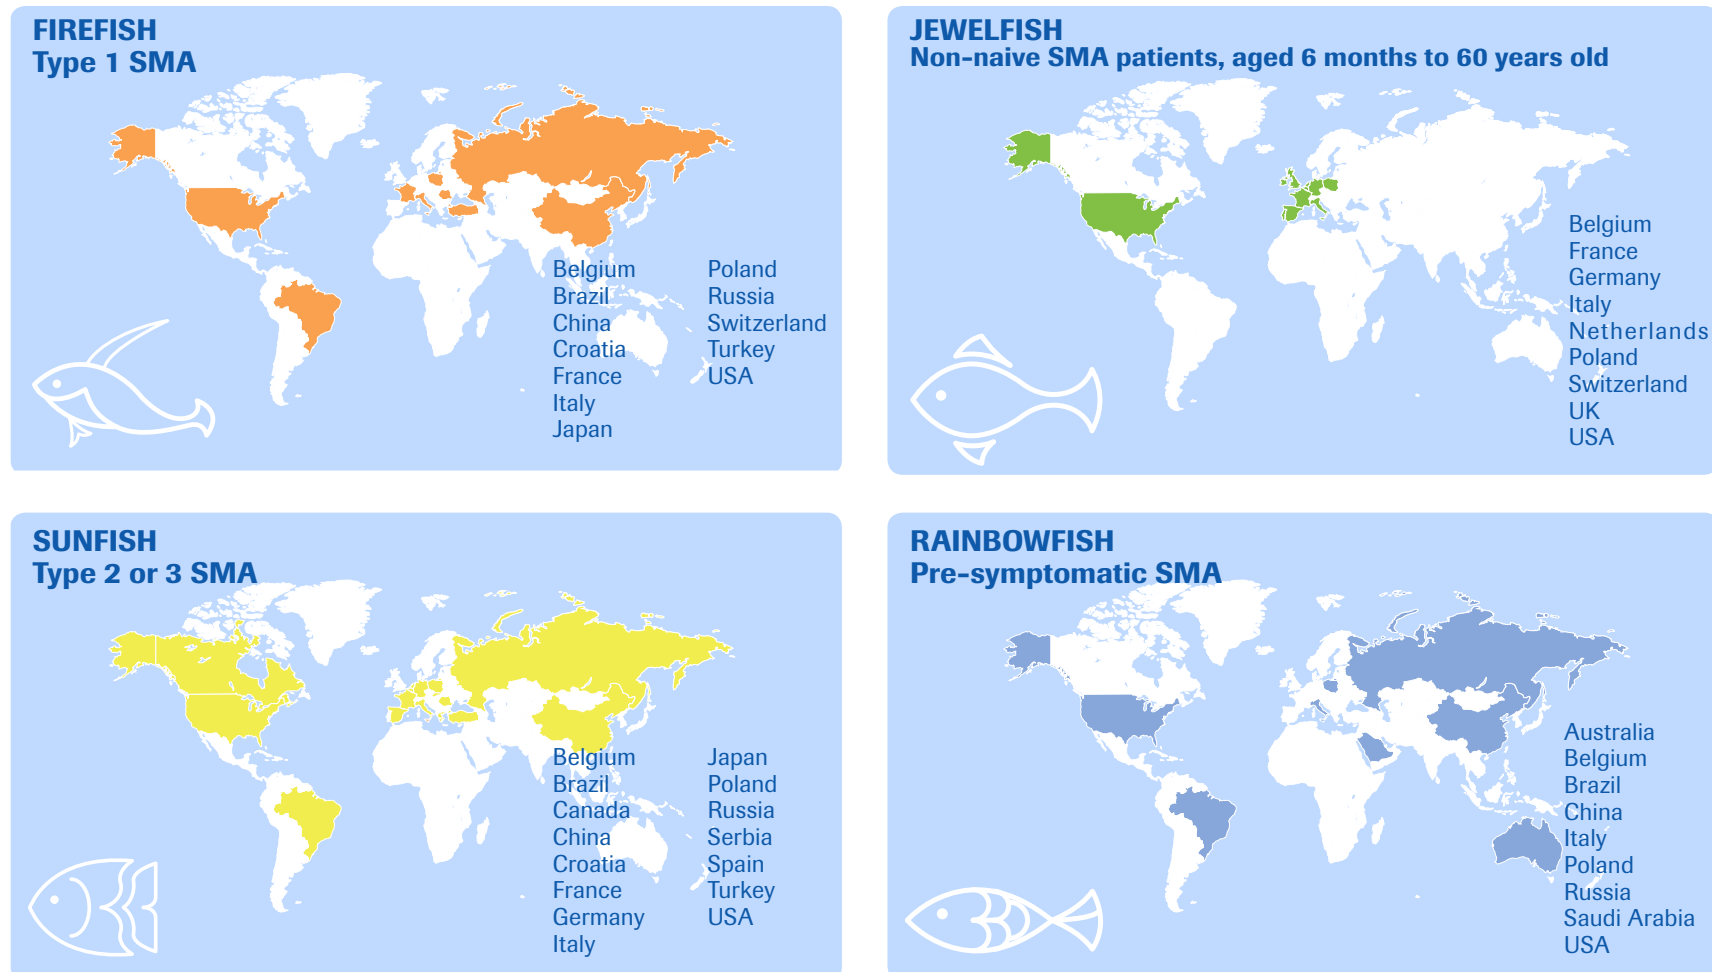 FIREFISH
Type 1 SMA
Belgium
Brazil
China
Croatia
France
Italy
Japan
Poland
Russia
Switzerland
Turkey
USA
JEWELFISH
Non-naive SMA patients, aged 6 months to 60 years old
Belgium
France
Germany
Italy
Netherlands
Poland
Switzerland
UK
USA
SUNFISH
Type 2 or 3 SMA
Belgium
Brazil
Canada
China
Croatia
France
Germany
Italy
Japan
Poland
Russia
Serbia
Spain
Turkey
USA
RAINBOWFISH
Pre-symptomatic SMA
Australia
Belgium
Brazil
China
Italy
Poland
Russia
Saudi Arabia
USA